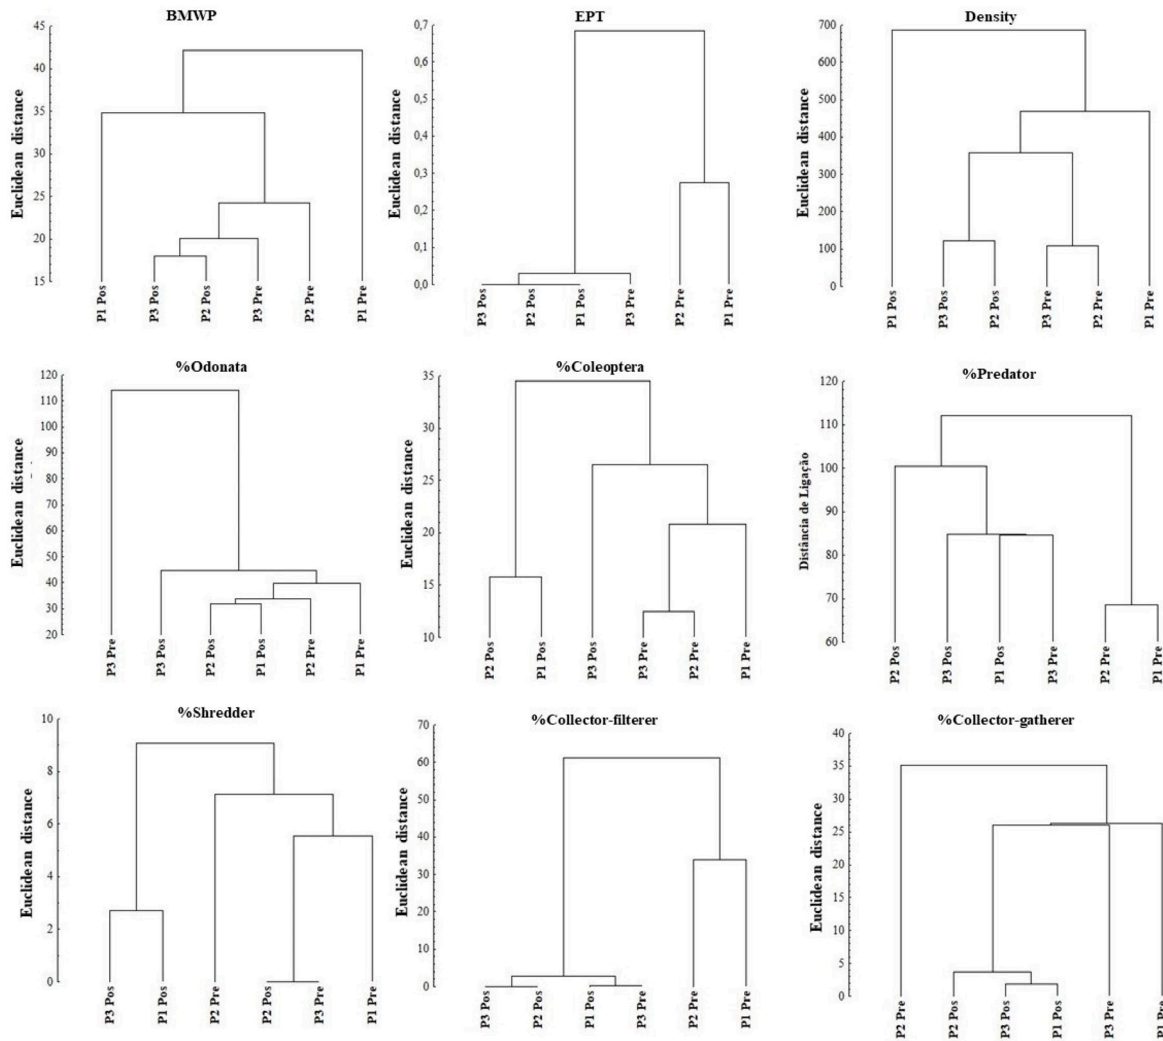 BMWP
Euclidean distance
45
40
35
30
25
20
15
P1 Pos
P3 Pos
P2 Pos
P3 Pre
P2 Pre
P1 Pre
EPT
Euclidean distance
0,7
0,6
0,5
0,4
0,3
0,2
0,1
0,0
P3 Pos
P2 Pos
P1 Pos
P3 Pre
P2 Pre
P1 Pre
Density
Euclidean distance
700
600
500
400
300
200
100
0
P1 Pos
P3 Pos
P2 Pos
P3 Pre
P2 Pre
P1 Pre
%Odonata
Euclidean distance
120
110
100
90
80
70
60
50
40
30
20
P3 Pre
P3 Pos
P2 Pos
P1 Pos
P2 Pre
P1 Pre
%Coleoptera
Euclidean distance
35
30
25
20
15
10
P2 Pos
P1 Pos
P3 Pos
P3 Pre
P2 Pre
P1 Pre
%Predator
Distância de Ligação
120
110
100
90
80
70
60
P2 Pos
P3 Pos
P1 Pos
P3 Pre
P2 Pre
P1 Pre
%Shredder
Euclidean distance
10
8
6
4
2
0
P3 Pos
P1 Pos
P2 Pre
P2 Pos
P3 Pre
P1 Pre
%Collector-filterer
Euclidean distance
70
60
50
40
30
20
10
0
P3 Pos
P2 Pos
P1 Pos
P3 Pre
P2 Pre
P1 Pre
%Collector-gatherer
Euclidean distance
40
35
30
25
20
15
10
5
0
P2 Pre
P2 Pos
P3 Pos
P1 Pos
P3 Pre
P1 Pre